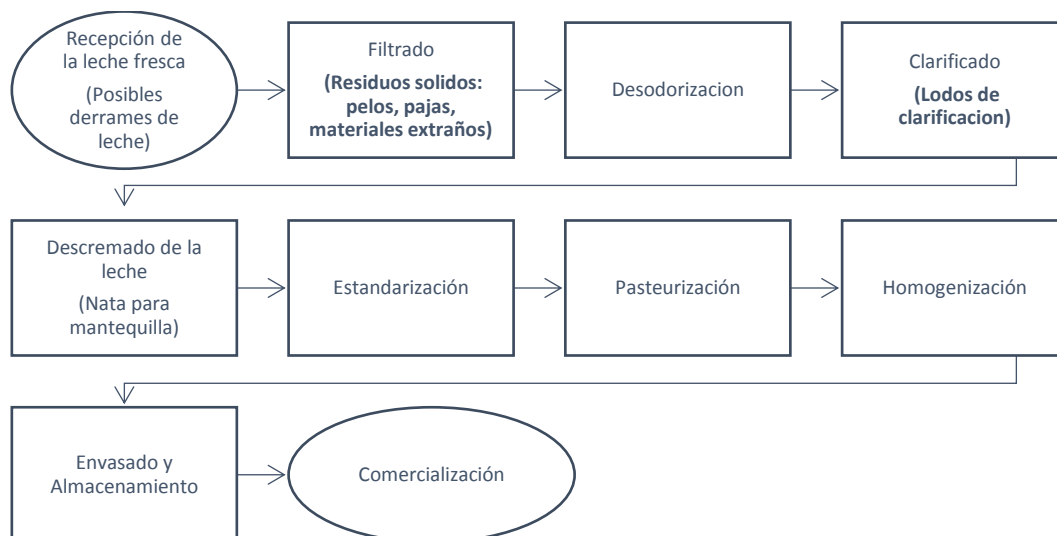 Recepción de
la leche fresca
(Posibles
derrames de
leche)
Filtrado
(Residuos solidos:
pelos, pajas,
materiales extraños)
Desodorizacion
Clarificado
(Lodos de
clarificacion)
Descremado de la
leche
(Nata para
mantequilla)
Estandarización
Pasteurización
Homogenización
Envasado y
Almacenamiento
Comercialización